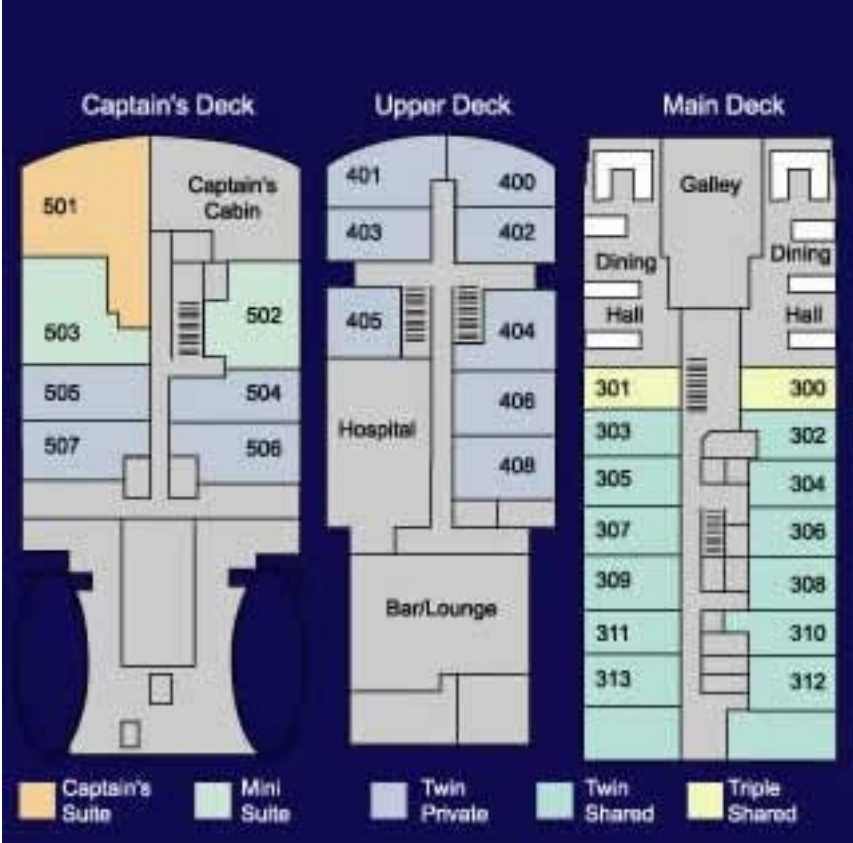 Captain's Deck
Upper Deck
Main Deck
501
Captain's
Cabin
503
502
505
504
507
506
401
400
403
402
405
404
Hospital
406
408
Bar/Lounge
Galley
Dining
Hall
Dining
Hall
301
300
303
302
305
304
307
306
309
308
311
310
313
312
Captain's
Suite
Mini
Suite
Twin
Private
Twin
Shared
Triple
Shared